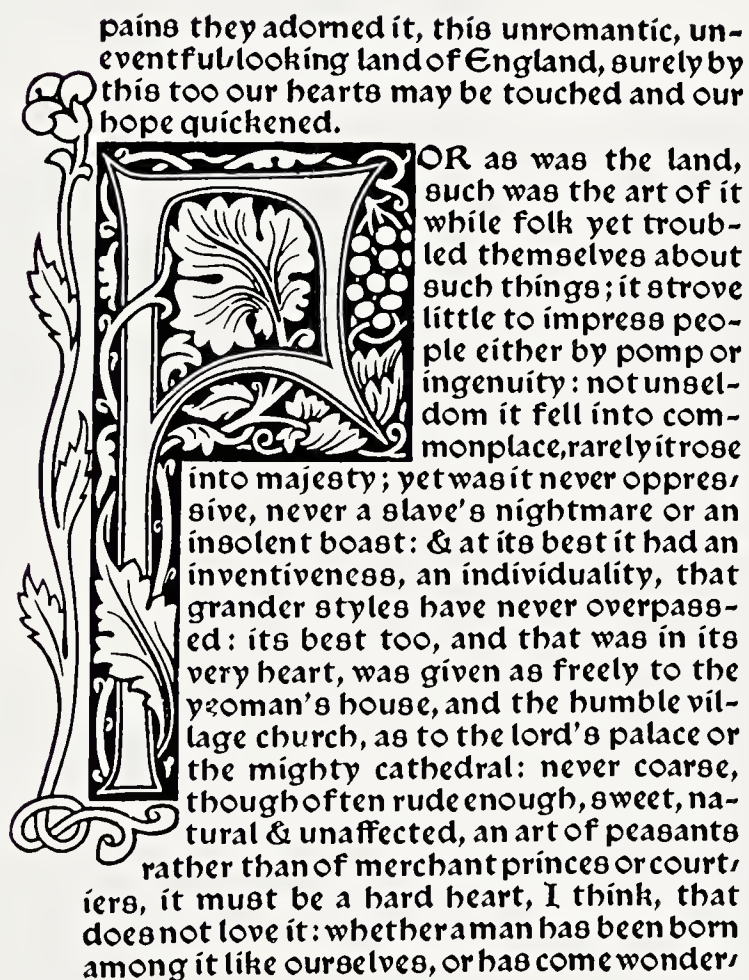 pains they adorned it, this unromantic, un-
eventful-looking land of England, surely by
this too our hearts may be touched and our
hope quickened.
FOR as was the land,
such was the art of it
while folk yet troub-
led themselves about
such things; it strove
little to impress peo-
ple either by pomp or
ingenuity: not unsel-
dom it fell into com-
monplace, rarely it rose
into majesty; yet was it never oppres-
sive, never a slave's nightmare or an
insolent boast: & at its best it had an
inventiveness, an individuality, that
grander styles have never overpass-
ed: its best too, and that was in its
very heart, was given as freely to the
yeoman's house, and the humble vil-
lage church, as to the lord's palace or
the mighty cathedral: never coarse,
though often rude enough, sweet, na-
tural & unaffected, an art of peasants
rather than of merchant princes or court-
iers, it must be a hard heart, I think, that
does not love it: whether a man has been born
among it like ourselves, or has come wonder-